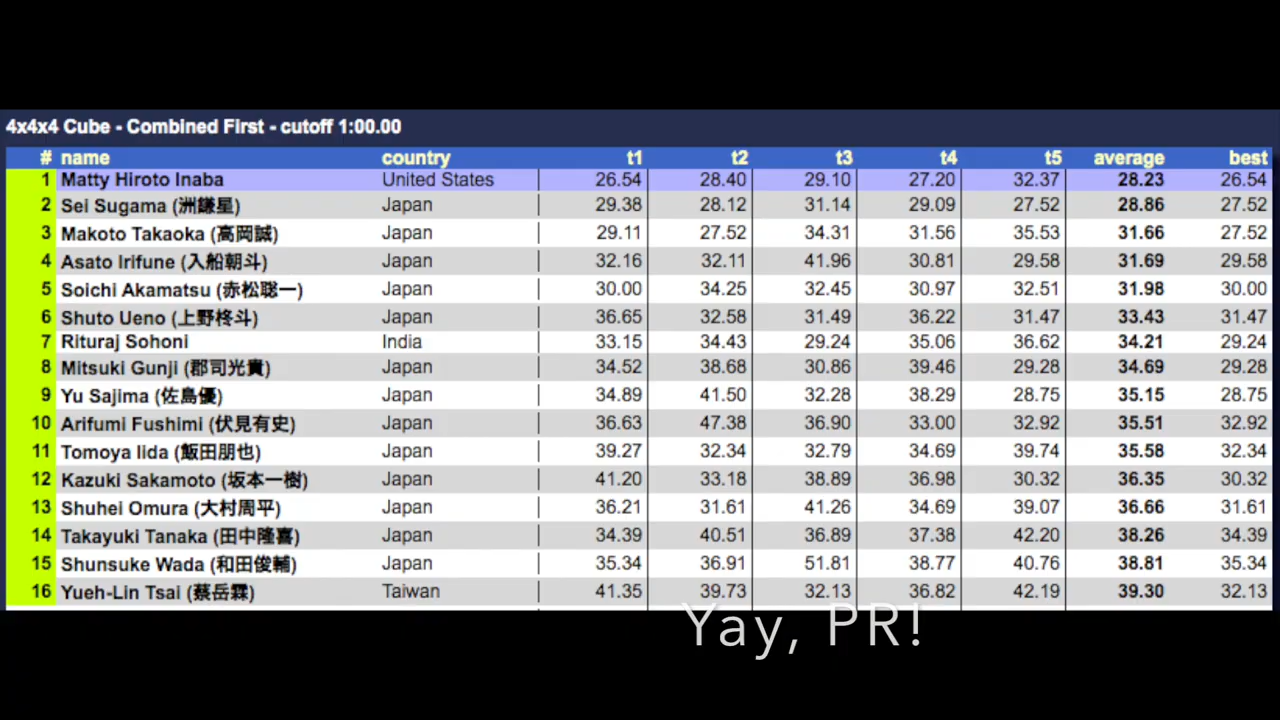 4x4x4 Cube - Combined First - cutoff 1:00.00
# name country t1 t2 t3 t4 t5 average best
1 Matty Hiroto Inaba United States 26.54 28.40 29.10 27.20 32.37 28.23 26.54
2 Sei Sugama (洲鎌星) Japan 29.38 28.12 31.14 29.09 27.52 28.86 27.52
3 Makoto Takaoka (高岡誠) Japan 29.11 27.52 34.31 31.56 35.53 31.66 27.52
4 Asato Irifune (入船朝斗) Japan 32.16 32.11 41.96 30.81 29.58 31.69 29.58
5 Soichi Akamatsu (赤松聡一) Japan 30.00 34.25 32.45 30.97 32.51 31.98 30.00
6 Shuto Ueno (上野柊斗) Japan 36.65 32.58 31.49 36.22 31.47 33.43 31.47
7 Rituraj Sohoni India 33.15 34.43 29.24 35.06 36.62 34.21 29.24
8 Mitsuki Gunji (郡司光貴) Japan 34.52 38.68 30.86 39.46 29.28 34.69 29.28
9 Yu Sajima (佐島優) Japan 34.89 41.50 32.28 38.29 28.75 35.15 28.75
10 Arifumi Fushimi (伏見有史) Japan 36.63 47.38 36.90 33.00 32.92 35.51 32.92
11 Tomoya Iida (飯田朋也) Japan 39.27 32.34 32.79 34.69 39.74 35.58 32.34
12 Kazuki Sakamoto (坂本一樹) Japan 41.20 33.18 38.89 36.98 30.32 36.35 30.32
13 Shuhei Omura (大村周平) Japan 36.21 31.61 41.26 34.69 39.07 36.66 31.61
14 Takayuki Tanaka (田中隆喜) Japan 34.39 40.51 36.89 37.38 42.20 38.26 34.39
15 Shunsuke Wada (和田俊輔) Japan 35.34 36.91 51.81 38.77 40.76 38.81 35.34
16 Yueh-Lin Tsai (蔡岳霖) Taiwan 41.35 39.73 32.13 36.82 42.19 39.30 32.13
Yay, PR!